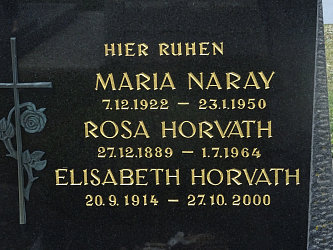 HIER RUHEN
MARIA NARAY
7.12.1922 – 23.1.1950
ROSA HORVATH
27.12.1889 – 1.7.1964
ELISABETH HORVATH
20.9.1914 – 27.10.2000